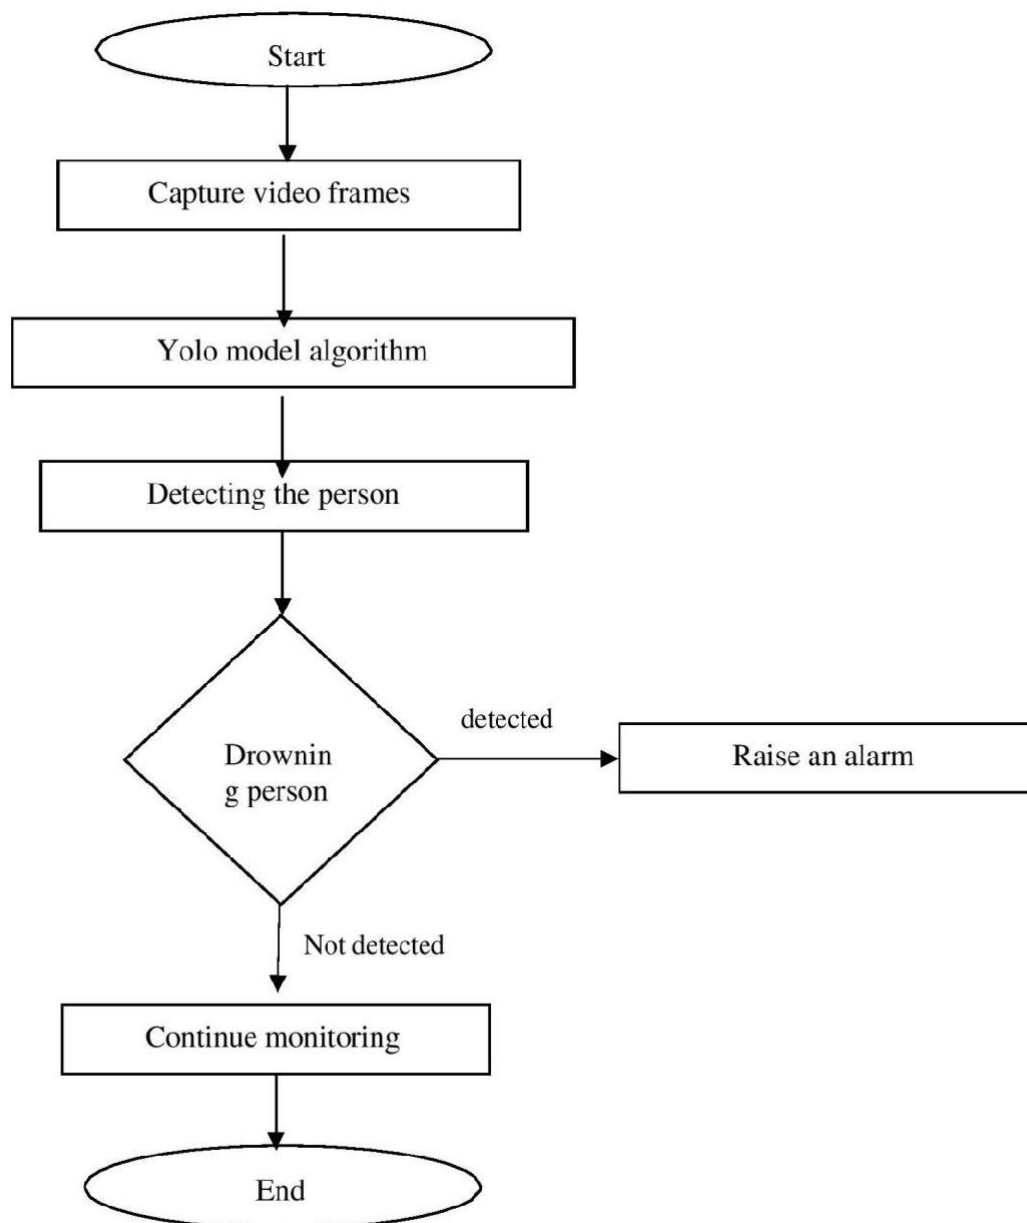 Start
Capture video frames
Yolo model algorithm
Detecting the person
Drownin
g person
detected
Raise an alarm
Not detected
Continue monitoring
End